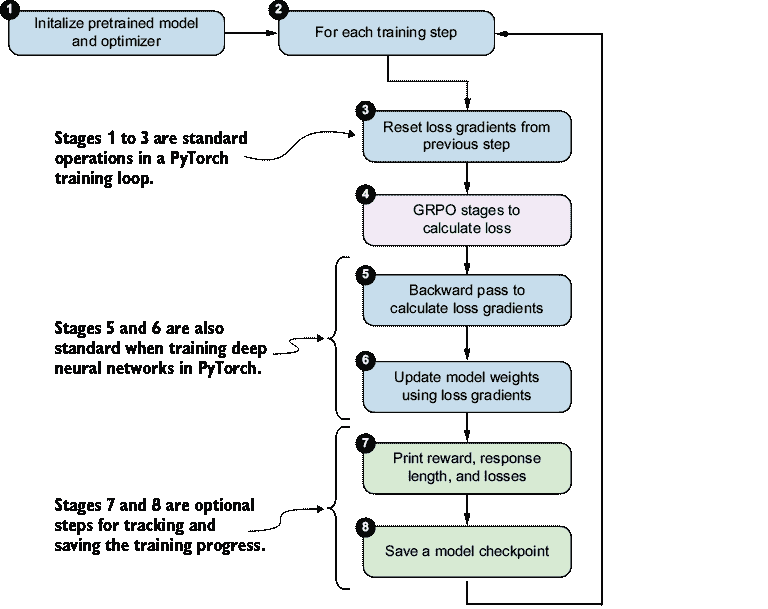 1
Initalize pretrained model
and optimizer
2
For each training step
3
Reset loss gradients from
previous step
Stages 1 to 3 are standard
operations in a PyTorch
training loop.
4
GRPO stages to
calculate loss
5
Backward pass to
calculate loss gradients
Stages 5 and 6 are also
standard when training deep
neural networks in PyTorch.
6
Update model weights
using loss gradients
7
Print reward, response
length, and losses
Stages 7 and 8 are optional
steps for tracking and
saving the training progress.
8
Save a model checkpoint